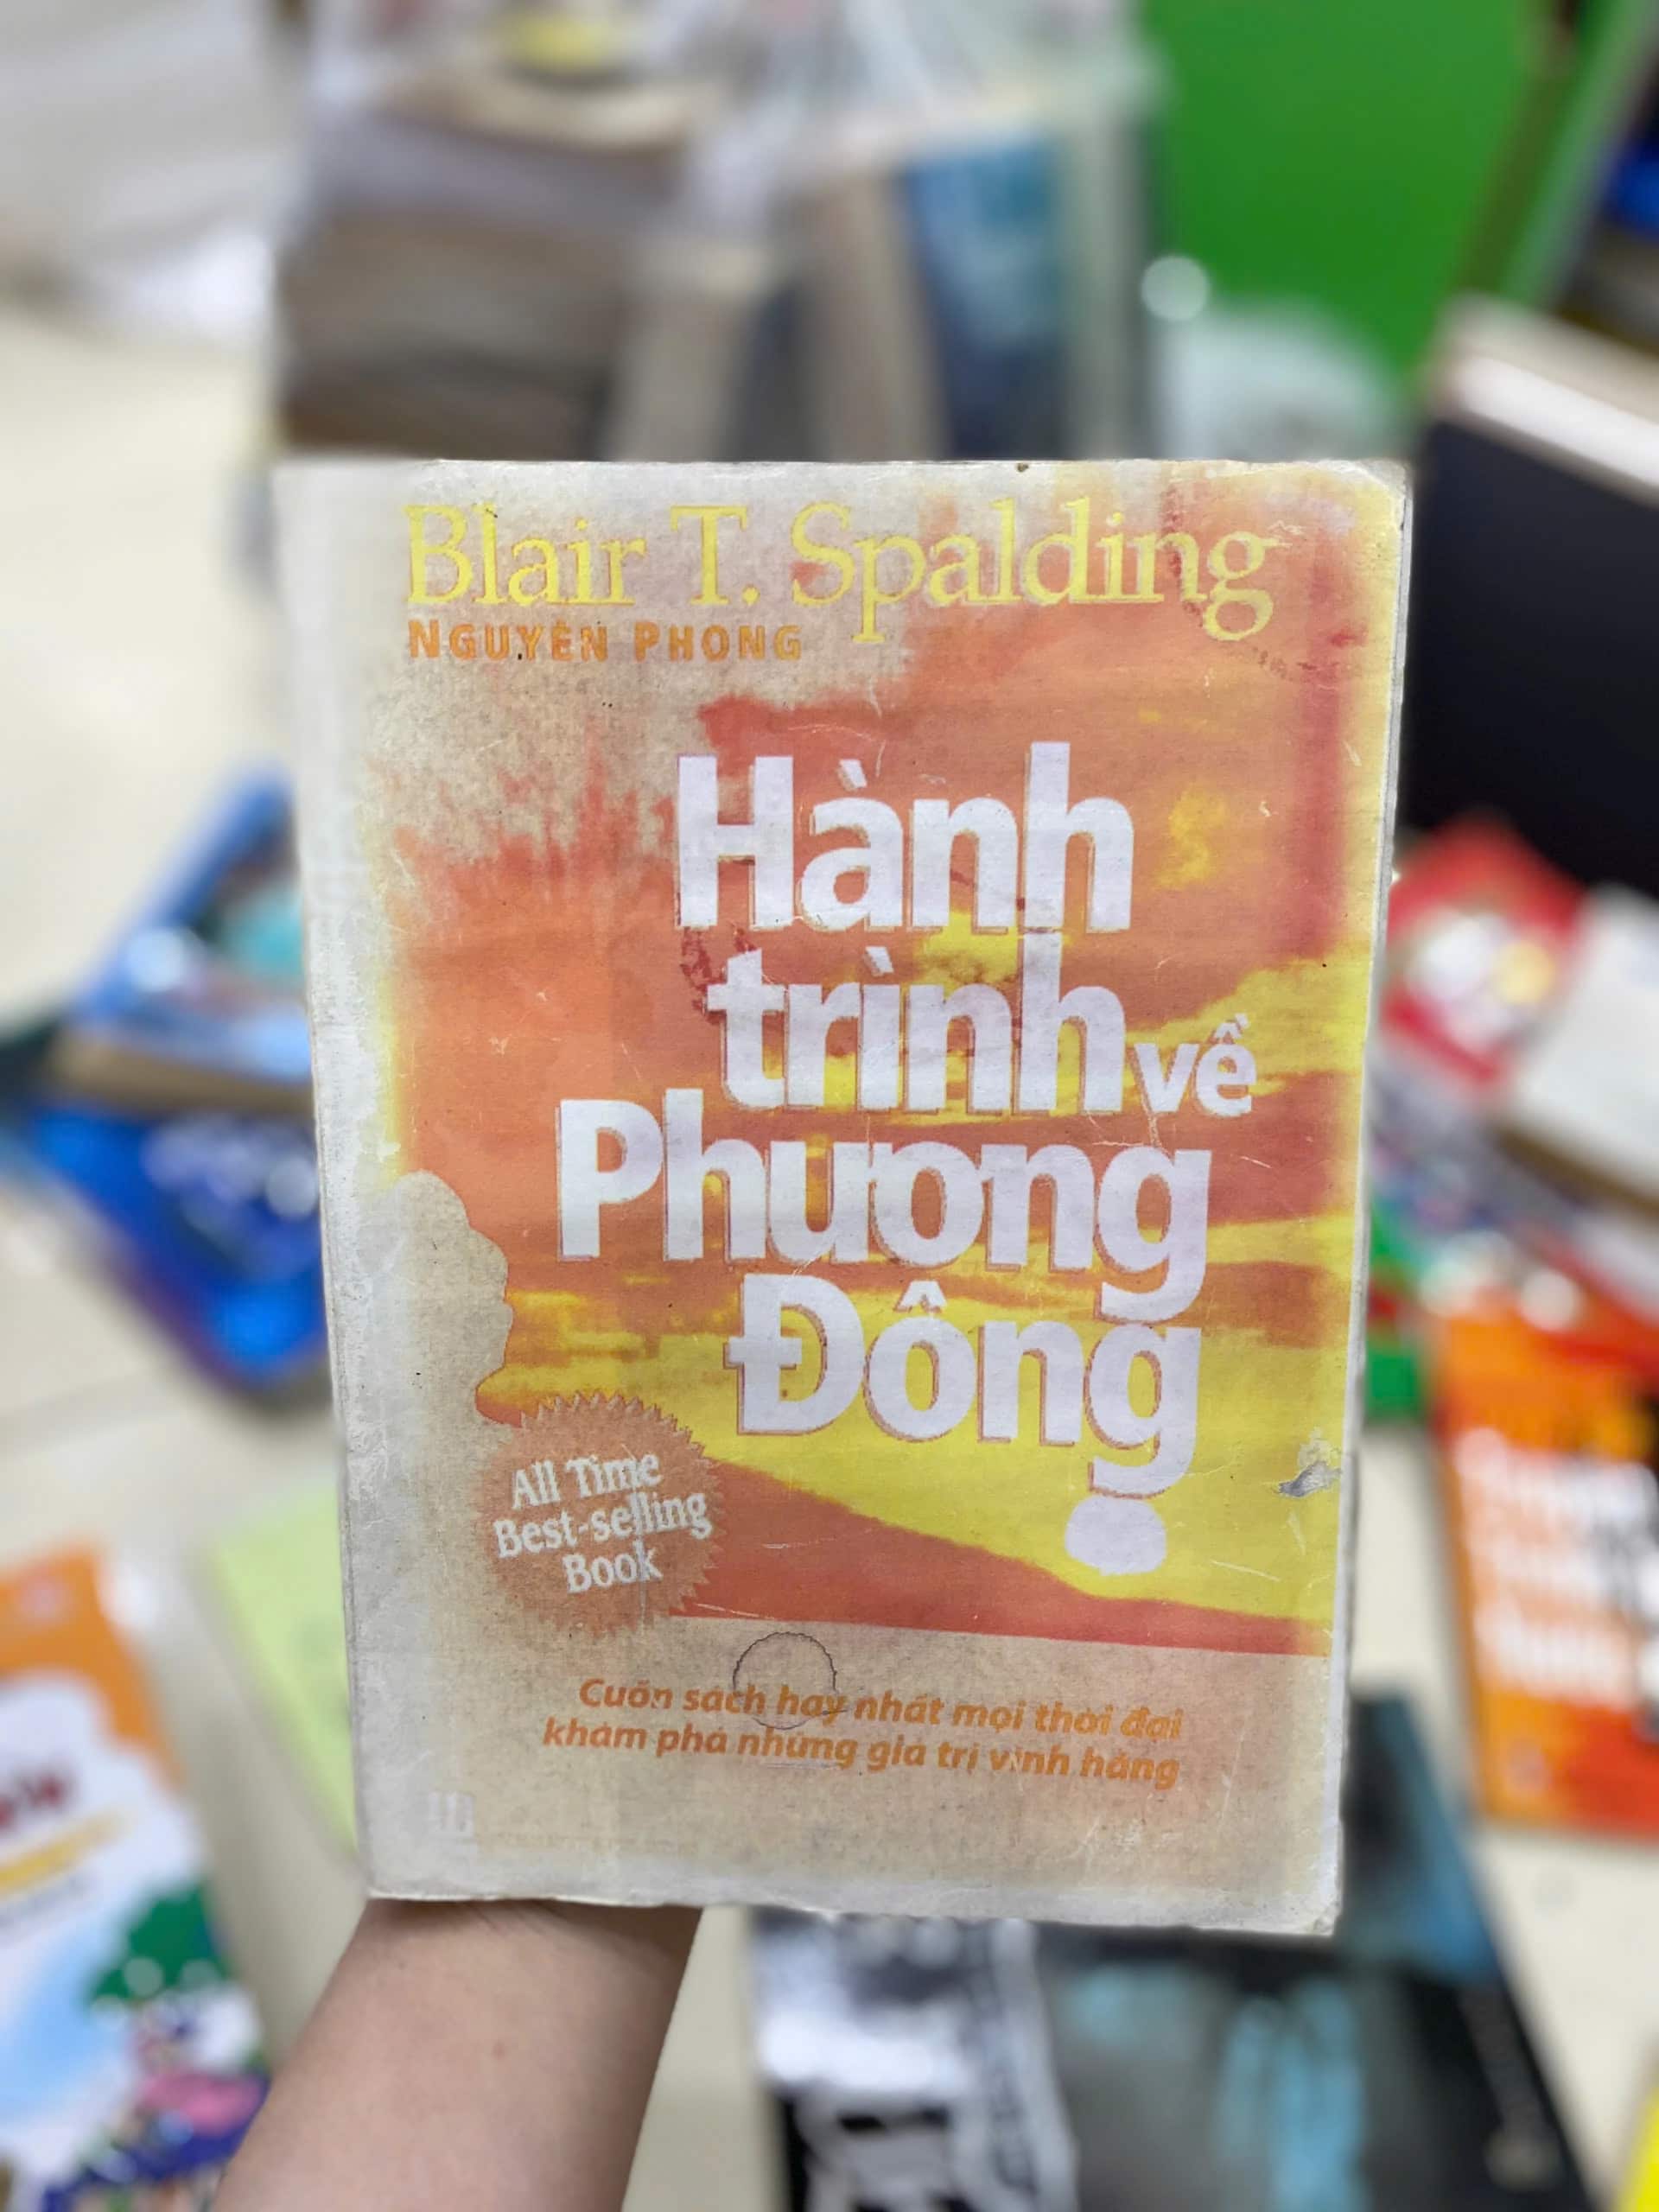 Blair T. Spalding
NGUYÊN PHONG
Hành
trình về
Phương
Đông
All Time
Best-selling
Book
Cuốn sách hay nhất mọi thời đại
khám phá những giá trị vĩnh hằng